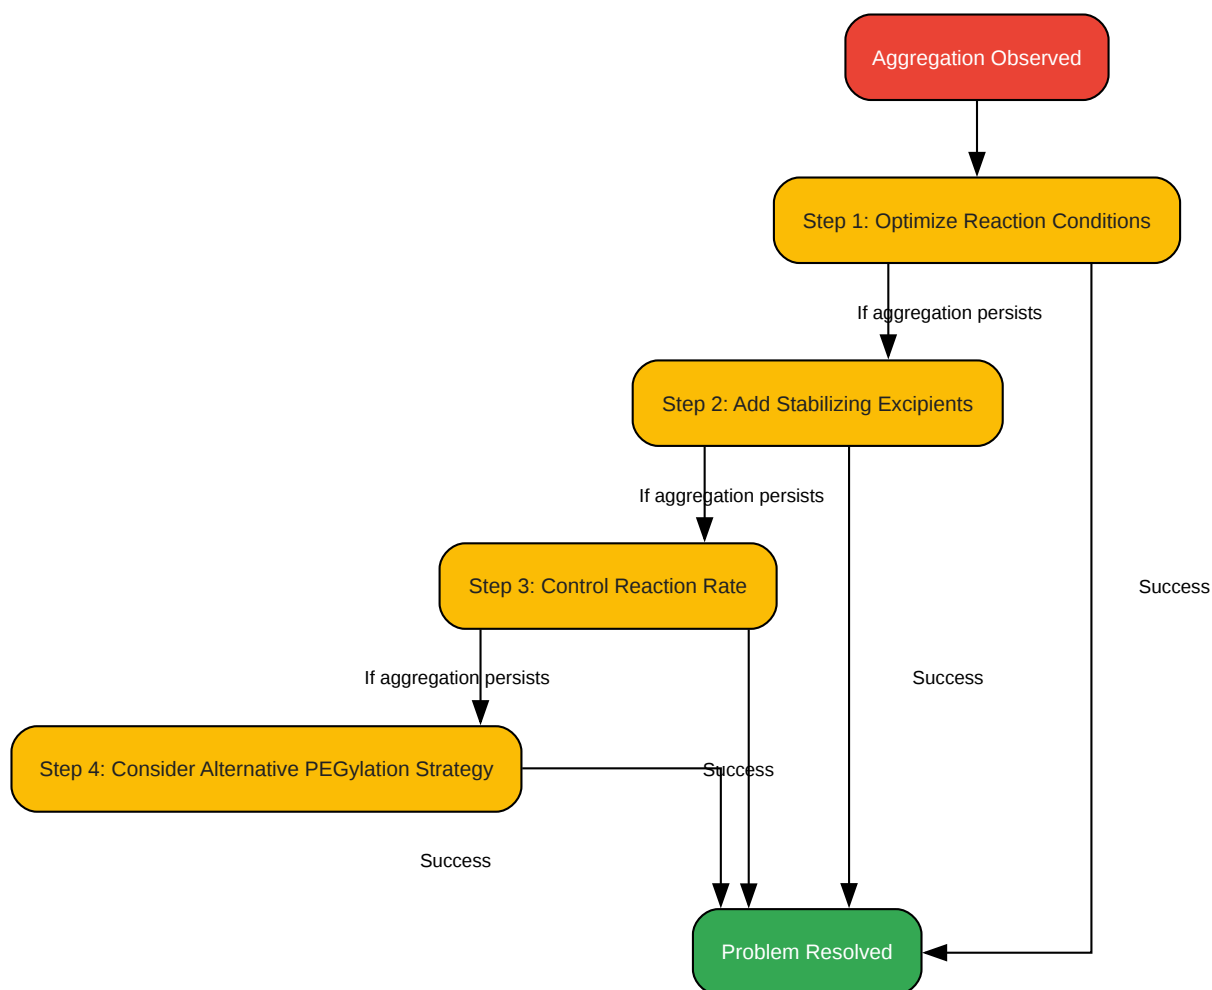 Aggregation Observed
Step 1: Optimize Reaction Conditions
If aggregation persists
Step 2: Add Stabilizing Excipients
If aggregation persists
Step 3: Control Reaction Rate
Success
If aggregation persists
Success
Step 4: Consider Alternative PEGylation Strategy
Success
Success
Problem Resolved